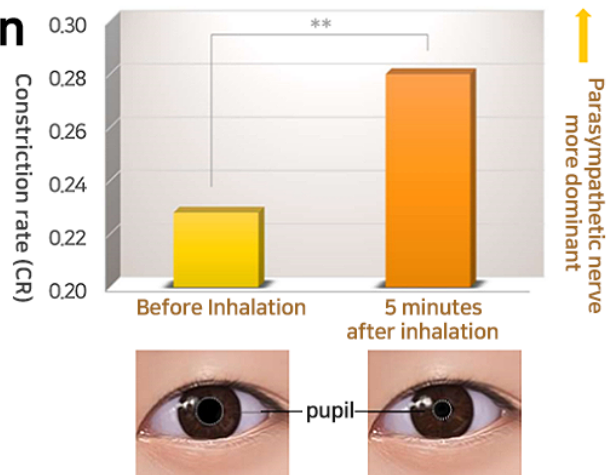 n
Constriction rate (CR)
0.30
0.28
0.26
0.24
0.22
0.20
**
Parasympathetic nerve
more dominant
Before Inhalation
5 minutes
after inhalation
pupil